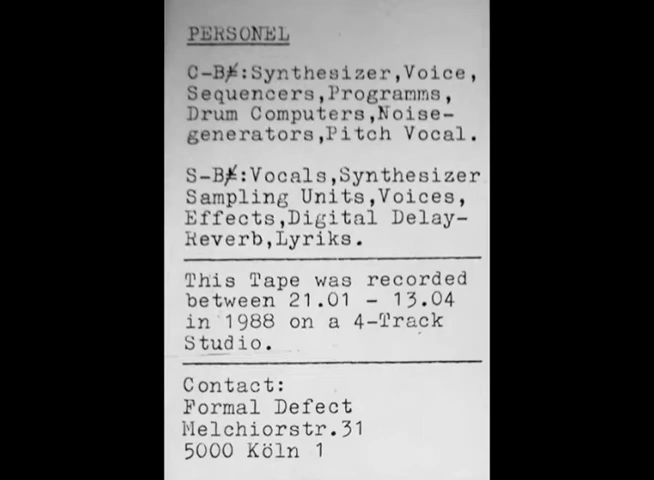 PERSONEL
C-B≠:Synthesizer,Voice,
Sequencers,Programms,
Drum Computers,Noise-
generators,Pitch Vocal.
S-B≠:Vocals,Synthesizer
Sampling Units,Voices,
Effects,Digital Delay-
Reverb,Lyriks.
This Tape was recorded
between 21.01 - 13.04
in 1988 on a 4-Track
Studio.
Contact:
Formal Defect
Melchiorstr.31
5000 Köln 1